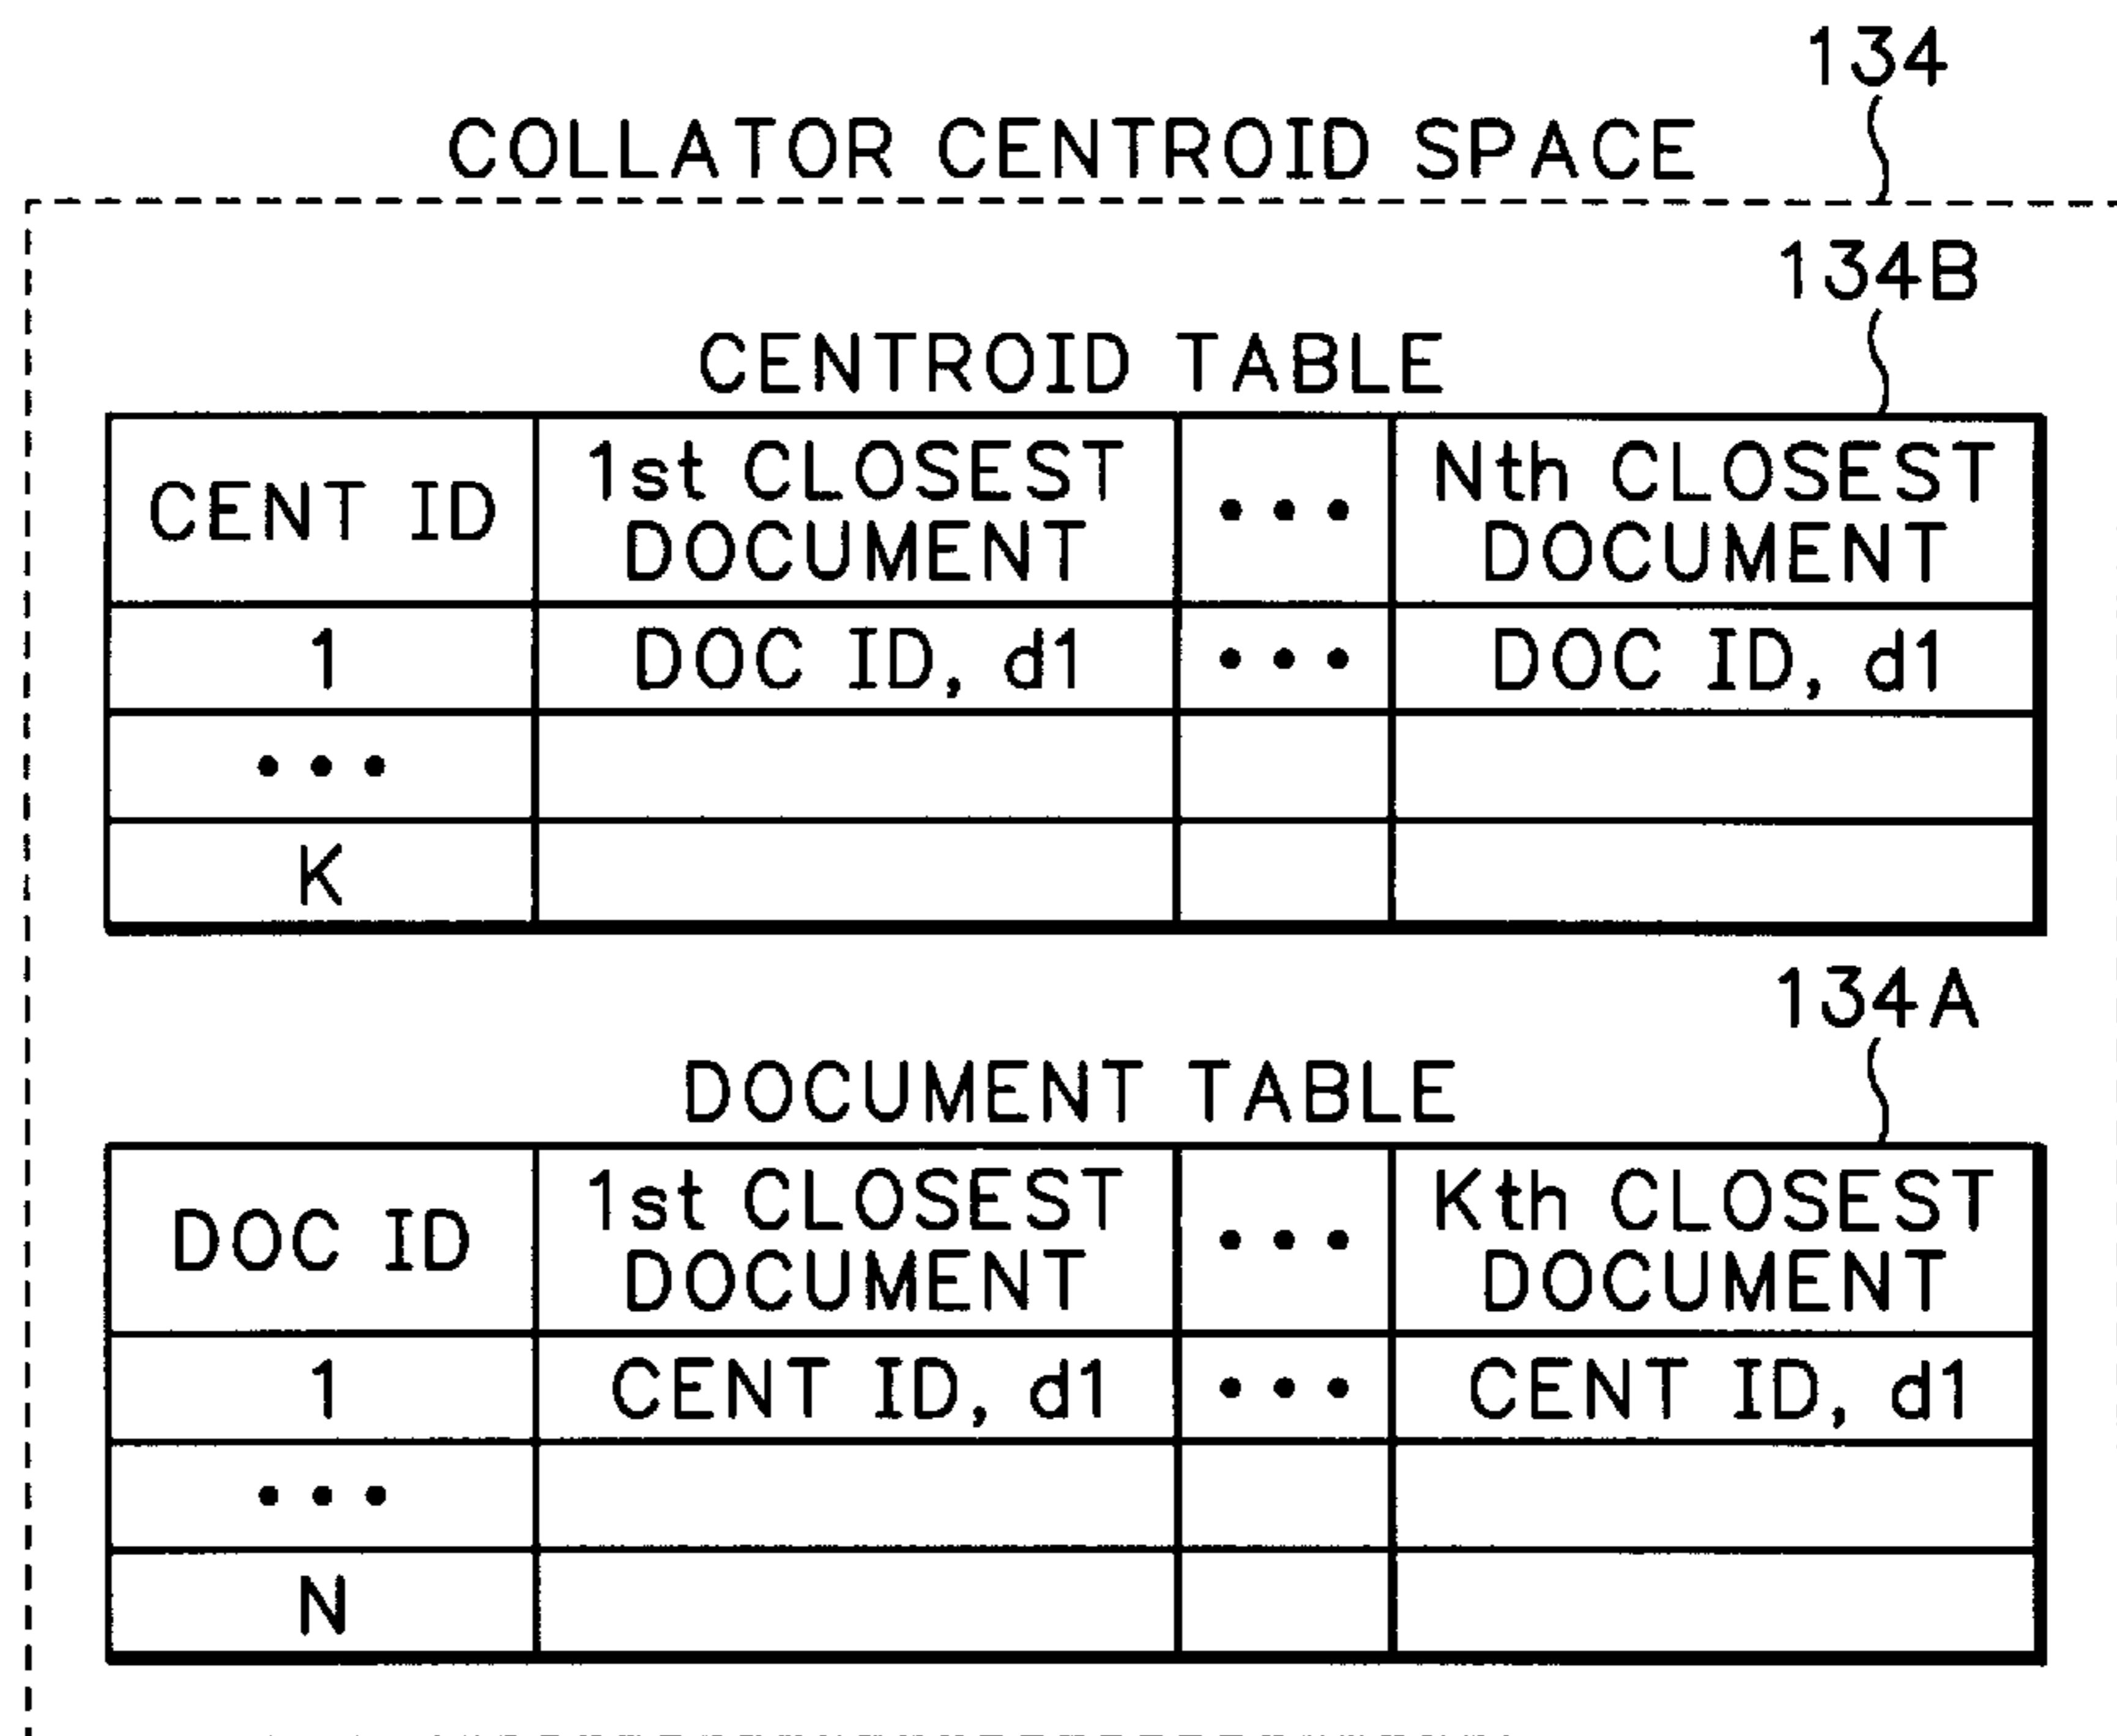 134
COLLATOR CENTROID SPACE
134B
CENTROID TABLE
CENT ID
1st CLOSEST
DOCUMENT
•••
Nth CLOSEST
DOCUMENT
1
DOC ID, d1
•••
DOC ID, d1
•••
K
134A
DOCUMENT TABLE
DOC ID
1st CLOSEST
DOCUMENT
•••
Kth CLOSEST
DOCUMENT
1
CENT ID, d1
•••
CENT ID, d1
•••
N